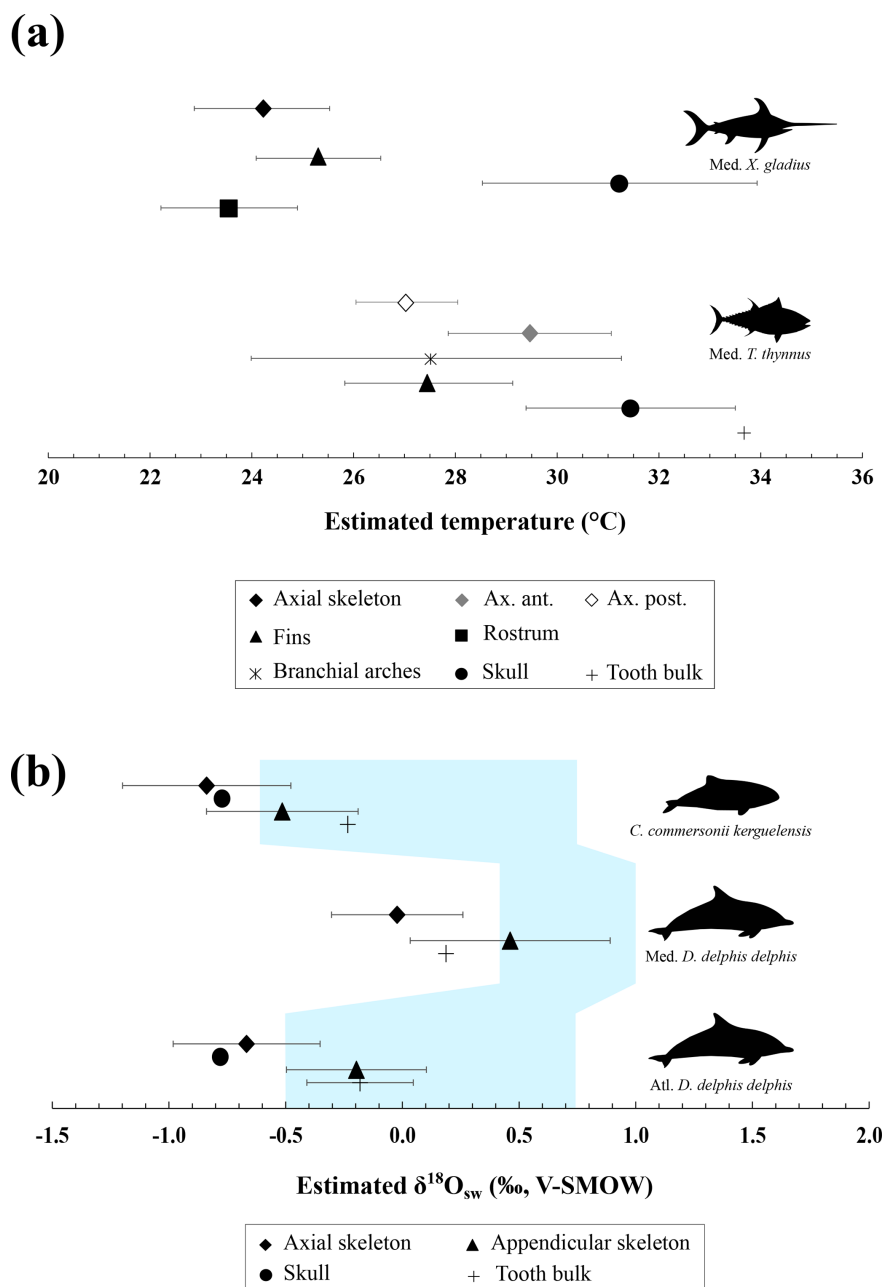 (a)
Med. X. gladius
Med. T. thynnus
20 22 24 26 28 30 32 34 36
Estimated temperature (°C)
Axial skeleton Ax. ant. Ax. post.
Fins Rostrum
Branchial arches Skull Tooth bulk
(b)
C. commersonii kerguelensis
Med. D. delphis delphis
Atl. D. delphis delphis
-1.5 -1.0 -0.5 0.0 0.5 1.0 1.5 2.0
Estimated δ¹⁸Osw (‰, V-SMOW)
Axial skeleton Appendicular skeleton
Skull Tooth bulk